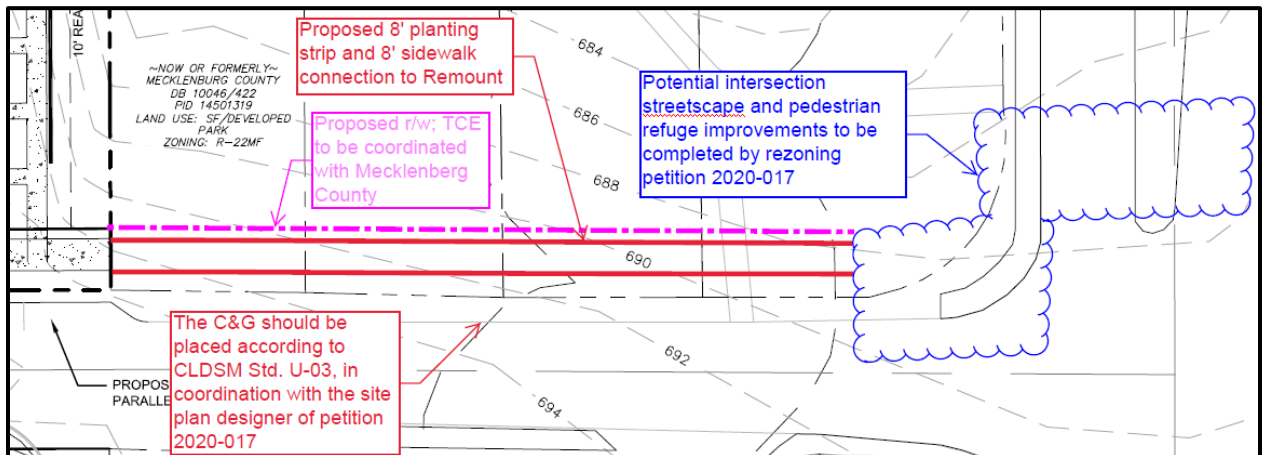 10' REA
~NOW OR FORMERLY~
MECKLENBURG COUNTY
DB 10046/422
PID 14501319
LAND USE: SF/DEVELOPED
PARK
ZONING: R-22MF
Proposed 8' planting
strip and 8' sidewalk
connection to Remount
Proposed r/w; TCE
to be coordinated
with Mecklenberg
County
Potential intersection
streetscape and pedestrian
refuge improvements to be
completed by rezoning
petition 2020-017
684
686
688
690
692
694
The C&G should be
placed according to
CLDSM Std. U-03, in
coordination with the site
plan designer of petition
2020-017
PROPOS
PARALLE